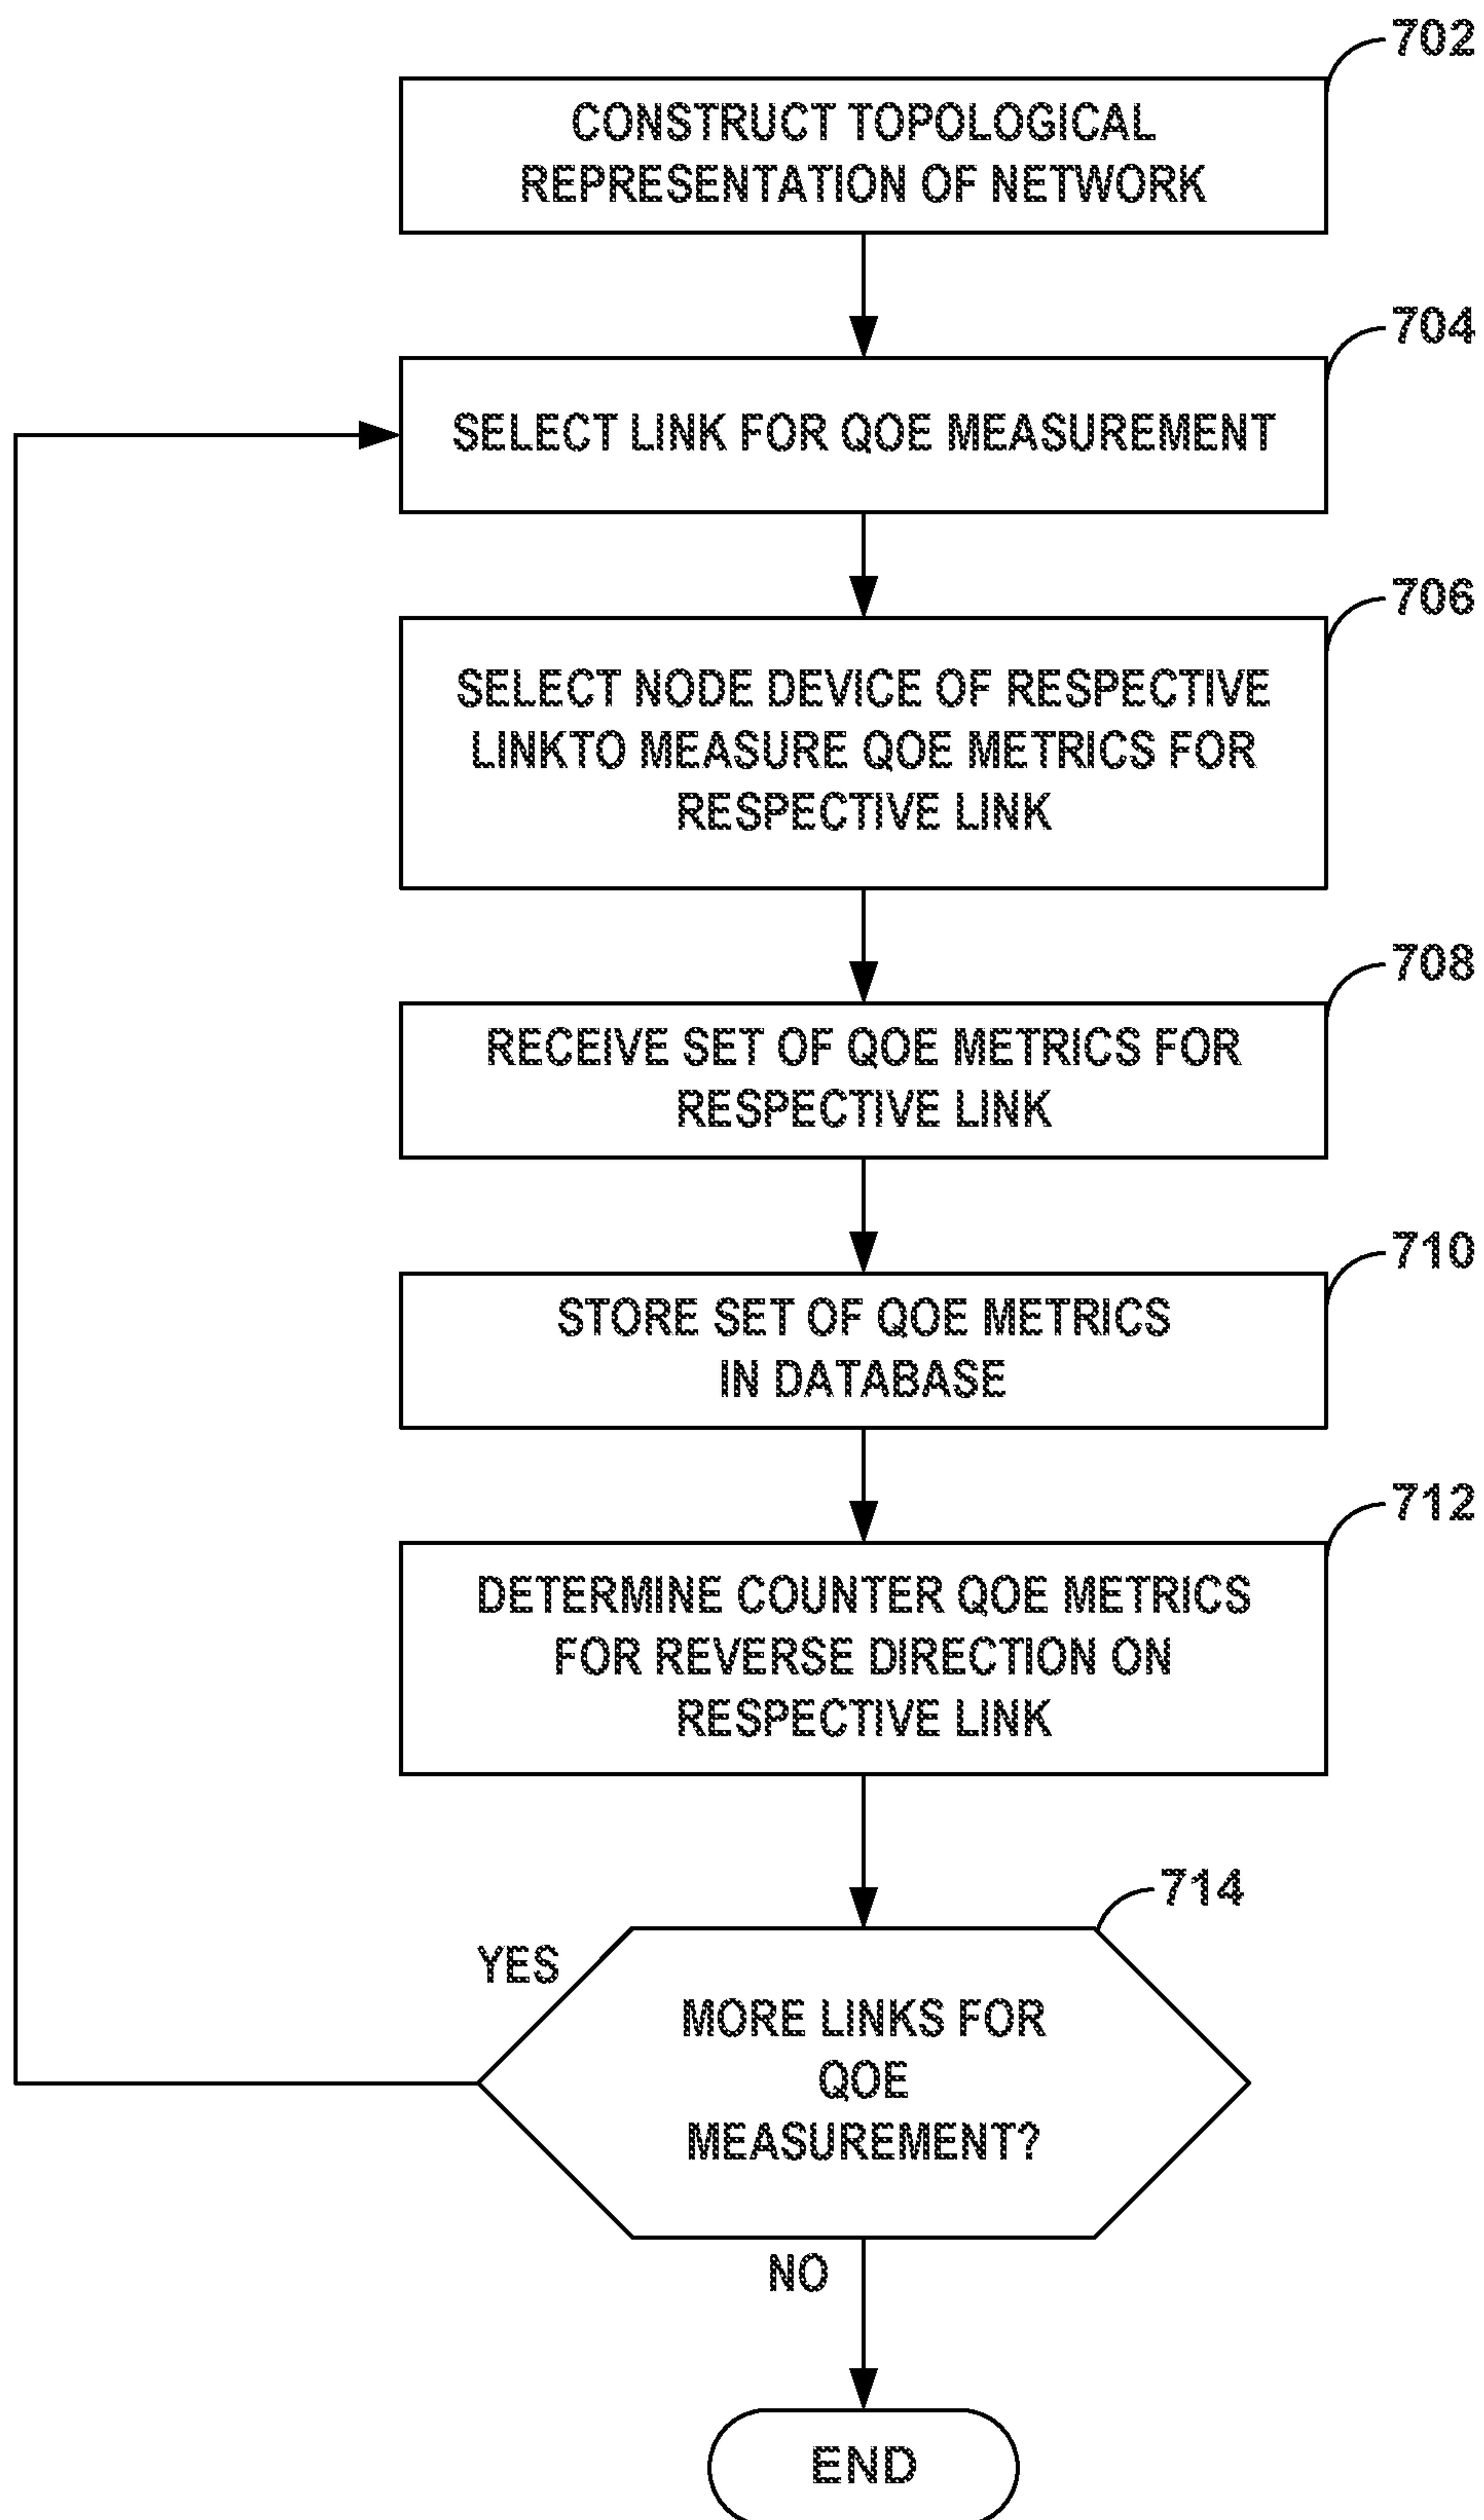 702
CONSTRUCT TOPOLOGICAL
REPRESENTATION OF NETWORK
704
SELECT LINK FOR QOE MEASUREMENT
706
SELECT NODE DEVICE OF RESPECTIVE
LINKTO MEASURE QOE METRICS FOR
RESPECTIVE LINK
708
RECEIVE SET OF QOE METRICS FOR
RESPECTIVE LINK
710
STORE SET OF QOE METRICS
IN DATABASE
712
DETERMINE COUNTER QOE METRICS
FOR REVERSE DIRECTION ON
RESPECTIVE LINK
714
YES
MORE LINKS FOR
QOE
MEASUREMENT?
NO
END